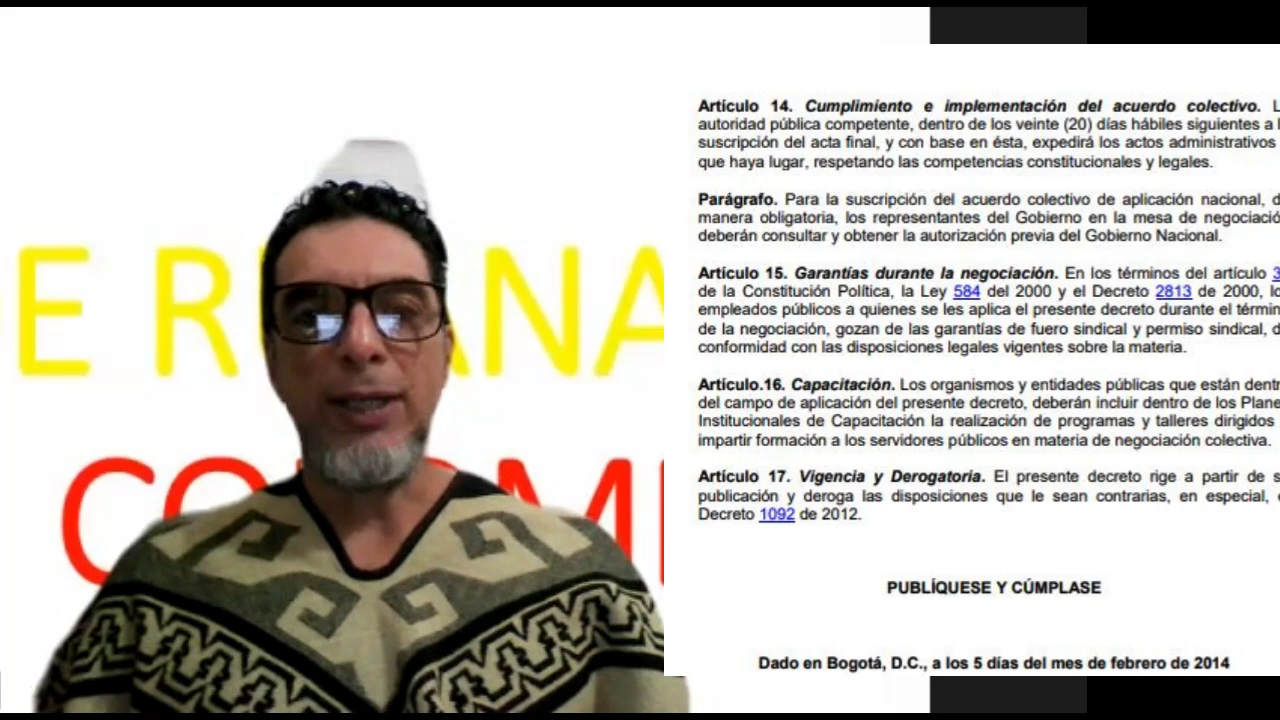 DE R ANA
CO OM
Artículo 14. Cumplimiento e implementación del acuerdo colectivo. L
autoridad pública competente, dentro de los veinte (20) días hábiles siguientes a l
suscripción del acta final, y con base en ésta, expedirá los actos administrativos
que haya lugar, respetando las competencias constitucionales y legales.
Parágrafo. Para la suscripción del acuerdo colectivo de aplicación nacional, d
manera obligatoria, los representantes del Gobierno en la mesa de negociació
deberán consultar y obtener la autorización previa del Gobierno Nacional.
Artículo 15. Garantías durante la negociación. En los términos del artículo 3
de la Constitución Política, la Ley 584 del 2000 y el Decreto 2813 de 2000, lo
empleados públicos a quienes se les aplica el presente decreto durante el términ
de la negociación, gozan de las garantías de fuero sindical y permiso sindical, d
conformidad con las disposiciones legales vigentes sobre la materia.
Artículo.16. Capacitación. Los organismos y entidades públicas que están dentr
del campo de aplicación del presente decreto, deberán incluir dentro de los Plane
Institucionales de Capacitación la realización de programas y talleres dirigidos
impartir formación a los servidores públicos en materia de negociación colectiva.
Artículo 17. Vigencia y Derogatoria. El presente decreto rige a partir de s
publicación y deroga las disposiciones que le sean contrarias, en especial, e
Decreto 1092 de 2012.
PUBLÍQUESE Y CÚMPLASE
Dado en Bogotá, D.C., a los 5 días del mes de febrero de 2014